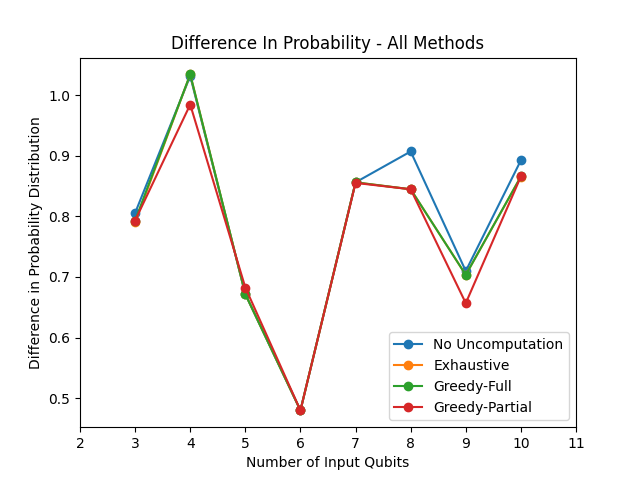 Difference In Probability - All Methods
Difference in Probability Distribution
1.0
0.9
0.8
0.7
0.6
0.5
2 3 4 5 6 7 8 9 10 11
Number of Input Qubits
No Uncomputation
Exhaustive
Greedy-Full
Greedy-Partial